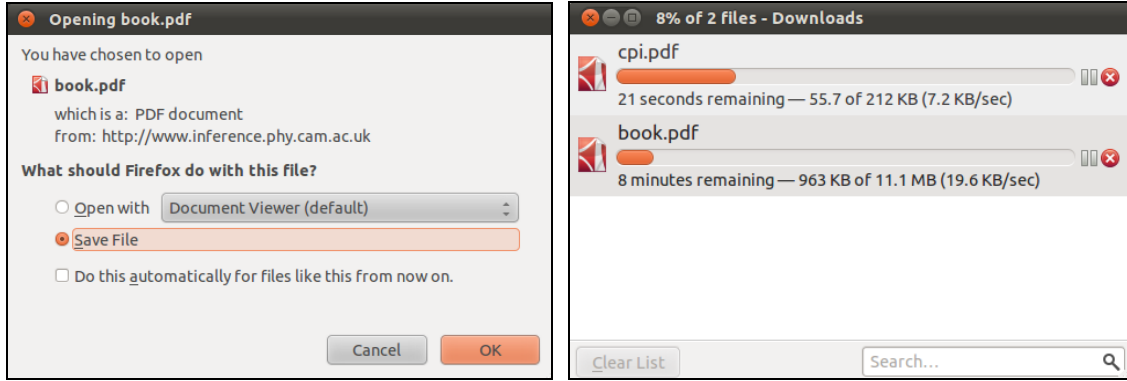 Opening book.pdf
You have chosen to open
book.pdf
which is a: PDF document
from: http://www.inference.phy.cam.ac.uk
What should Firefox do with this file?
Open with Document Viewer (default)
Save File
Do this automatically for files like this from now on.
Cancel OK
8% of 2 files - Downloads
cpi.pdf
21 seconds remaining — 55.7 of 212 KB (7.2 KB/sec)
book.pdf
8 minutes remaining — 963 KB of 11.1 MB (19.6 KB/sec)
Clear List Search...